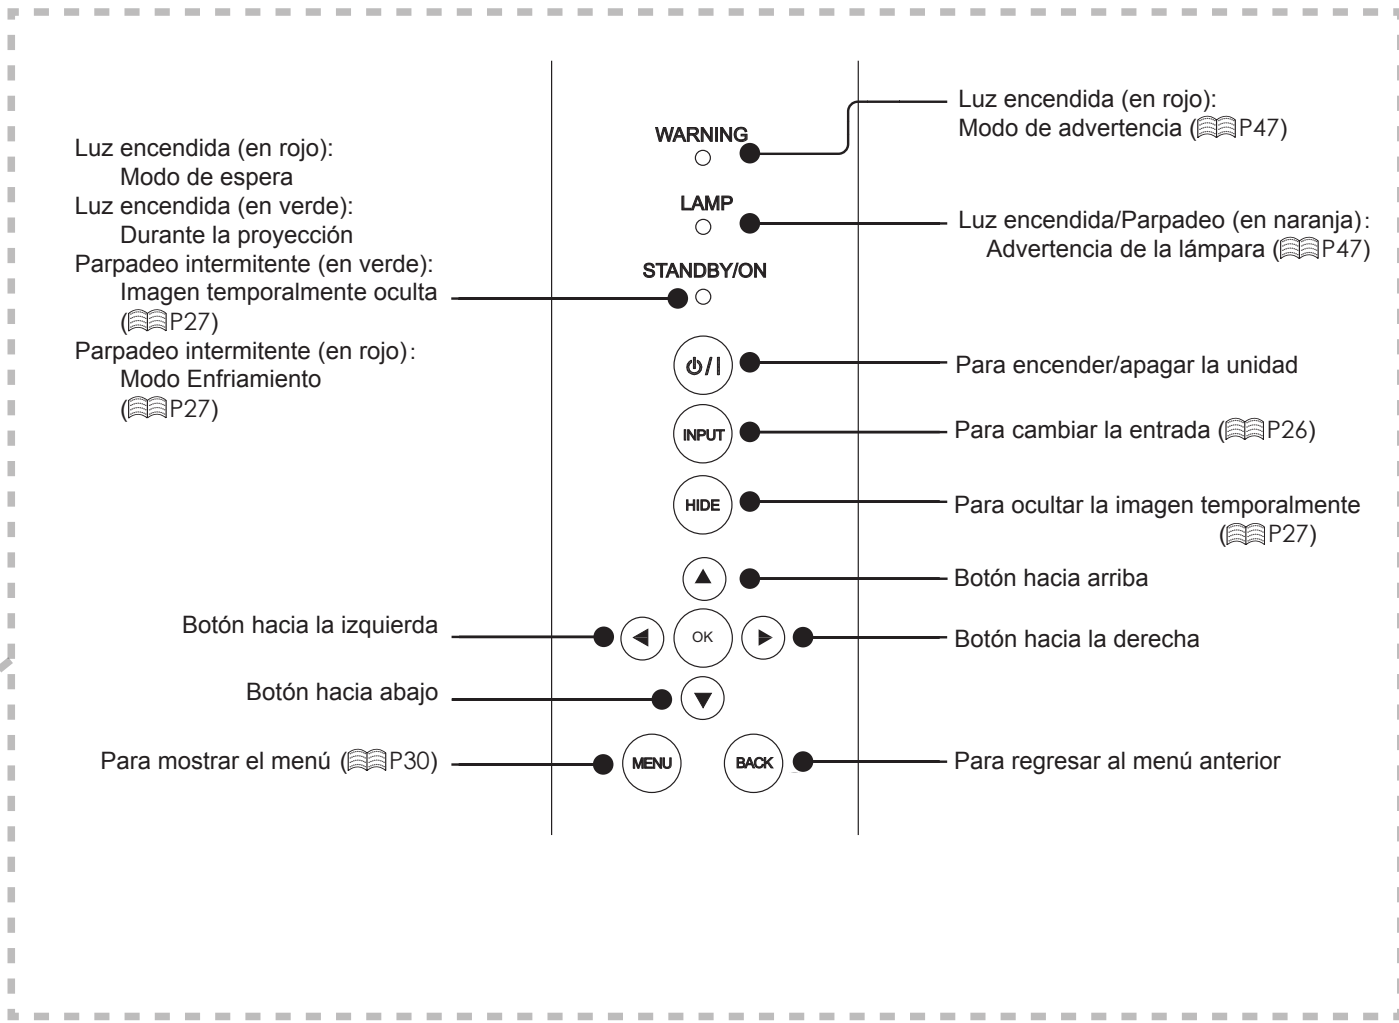 Luz encendida (en rojo):
Modo de espera
Luz encendida (en verde):
Durante la proyección
Parpadeo intermitente (en verde):
Imagen temporalmente oculta
(P27)
Parpadeo intermitente (en rojo):
Modo Enfriamiento
(P27)
Botón hacia la izquierda
Botón hacia abajo
Para mostrar el menú (P30)
WARNING
LAMP
STANDBY/ON
⏻/I
INPUT
HIDE
▲
◀ OK ▶
▼
MENU BACK
Luz encendida (en rojo):
Modo de advertencia (P47)
Luz encendida/Parpadeo (en naranja):
Advertencia de la lámpara (P47)
Para encender/apagar la unidad
Para cambiar la entrada (P26)
Para ocultar la imagen temporalmente
(P27)
Botón hacia arriba
Botón hacia la derecha
Para regresar al menú anterior